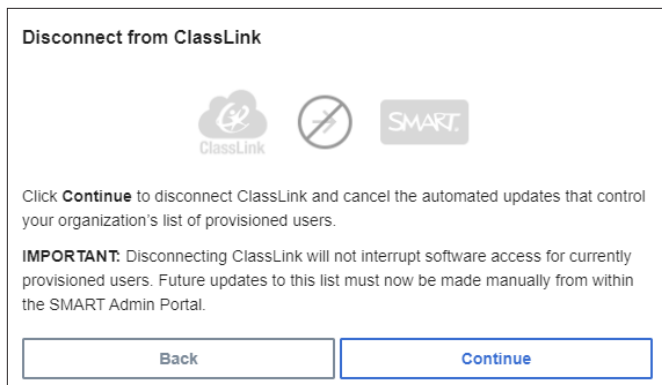 Disconnect from ClassLink
ClassLink
SMART
Click Continue to disconnect ClassLink and cancel the automated updates that control
your organization's list of provisioned users.
IMPORTANT: Disconnecting ClassLink will not interrupt software access for currently
provisioned users. Future updates to this list must now be made manually from within
the SMART Admin Portal.
Back
Continue